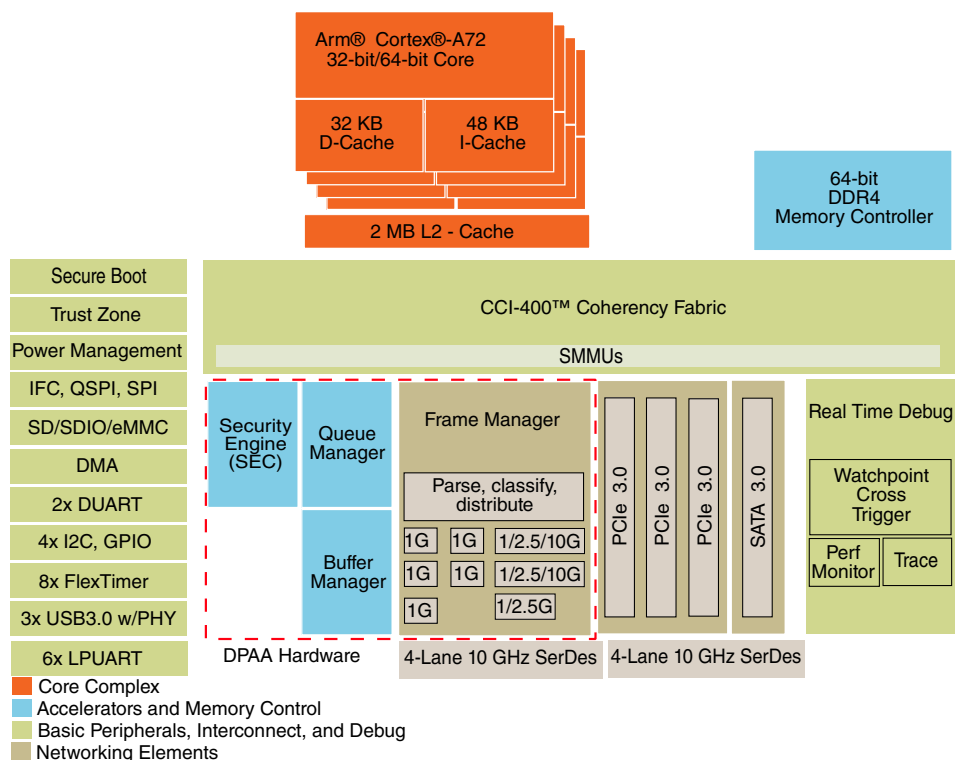 Arm® Cortex®-A72
32-bit/64-bit Core
32 KB
D-Cache
48 KB
I-Cache
2 MB L2 - Cache
64-bit
DDR4
Memory Controller
Secure Boot
Trust Zone
Power Management
IFC, QSPI, SPI
SD/SDIO/eMMC
DMA
2x DUART
4x I2C, GPIO
8x FlexTimer
3x USB3.0 w/PHY
6x LPUART
CCI-400™ Coherency Fabric
SMMUs
Security
Engine
(SEC)
Queue
Manager
Buffer
Manager
Frame Manager
Parse, classify,
distribute
1G
1G
1/2.5/10G
1G
1G
1/2.5/10G
1G
1/2.5G
PCIe 3.0
PCIe 3.0
PCIe 3.0
SATA 3.0
Real Time Debug
Watchpoint
Cross
Trigger
Perf
Monitor
Trace
DPAA Hardware
4-Lane 10 GHz SerDes
4-Lane 10 GHz SerDes
Core Complex
Accelerators and Memory Control
Basic Peripherals, Interconnect, and Debug
Networking Elements